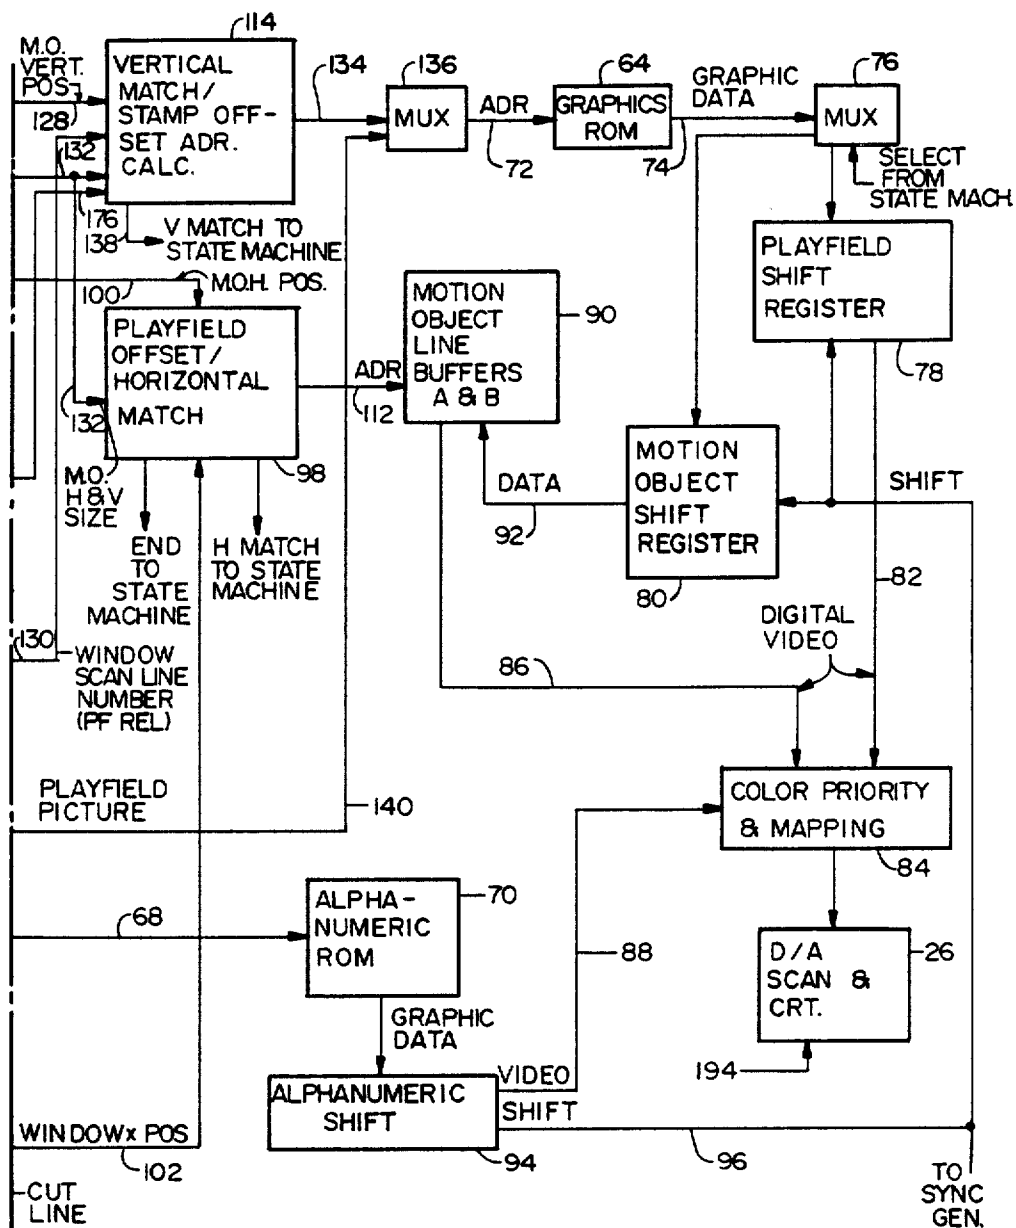 114
M.O.
VERT.
POS
128
132
176
138
VERTICAL
MATCH/
STAMP OFF-
SET ADR.
CALC.
134
136
MUX
ADR
72
64
GRAPHICS
ROM
GRAPHIC
DATA
74
76
MUX
SELECT
FROM
STATE MACH.
V MATCH TO
STATE MACHINE
100
M.O.H. POS.
PLAYFIELD
OFFSET/
HORIZONTAL
MATCH
132
98
ADR
112
MOTION
OBJECT
LINE
BUFFERS
A & B
90
PLAYFIELD
SHIFT
REGISTER
78
M.O.
H & V
SIZE
END
TO
STATE
MACHINE
H MATCH
TO STATE
MACHINE
DATA
92
MOTION
OBJECT
SHIFT
REGISTER
80
SHIFT
82
130
WINDOW
SCAN LINE
NUMBER
(PF REL)
86
DIGITAL
VIDEO
PLAYFIELD
PICTURE
140
COLOR PRIORITY
& MAPPING
84
68
ALPHA-
NUMERIC
ROM
70
88
D/A
SCAN &
CRT.
26
194
GRAPHIC
DATA
ALPHANUMERIC
SHIFT
94
VIDEO
SHIFT
96
WINDOWx POS
102
CUT
LINE
TO
SYNC
GEN.